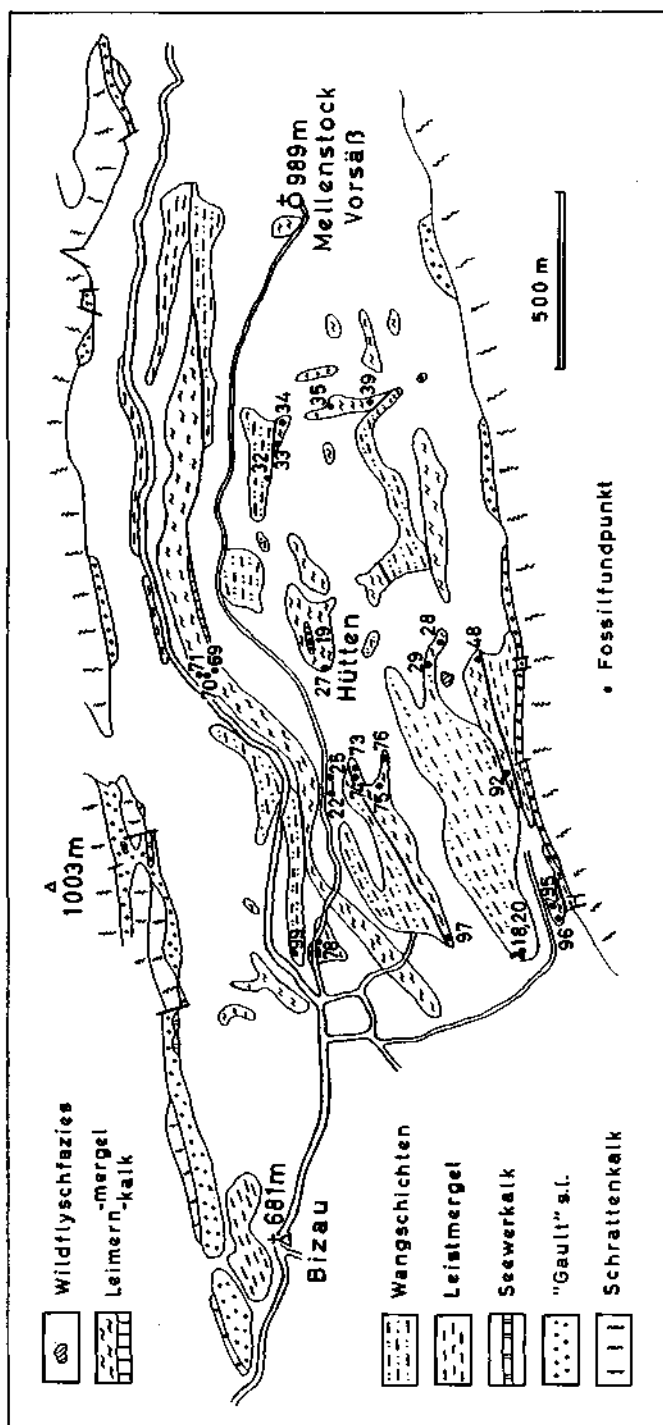 Wildflyschfazies
Leimern-mergel
-kalk
1003m
681m
Bizau
989m
Mellenstock
Vorsäß
Hütten
71
70
69
99
78
22
25
27
19
32
33
34
35
39
73
74
75
76
97
29
28
48
92
18,20
95
96
Wangschichten
Leistmergel
Seewerkalk
"Gault" s.l.
Schrattenkalk
• Fossilfundpunkt
500 m